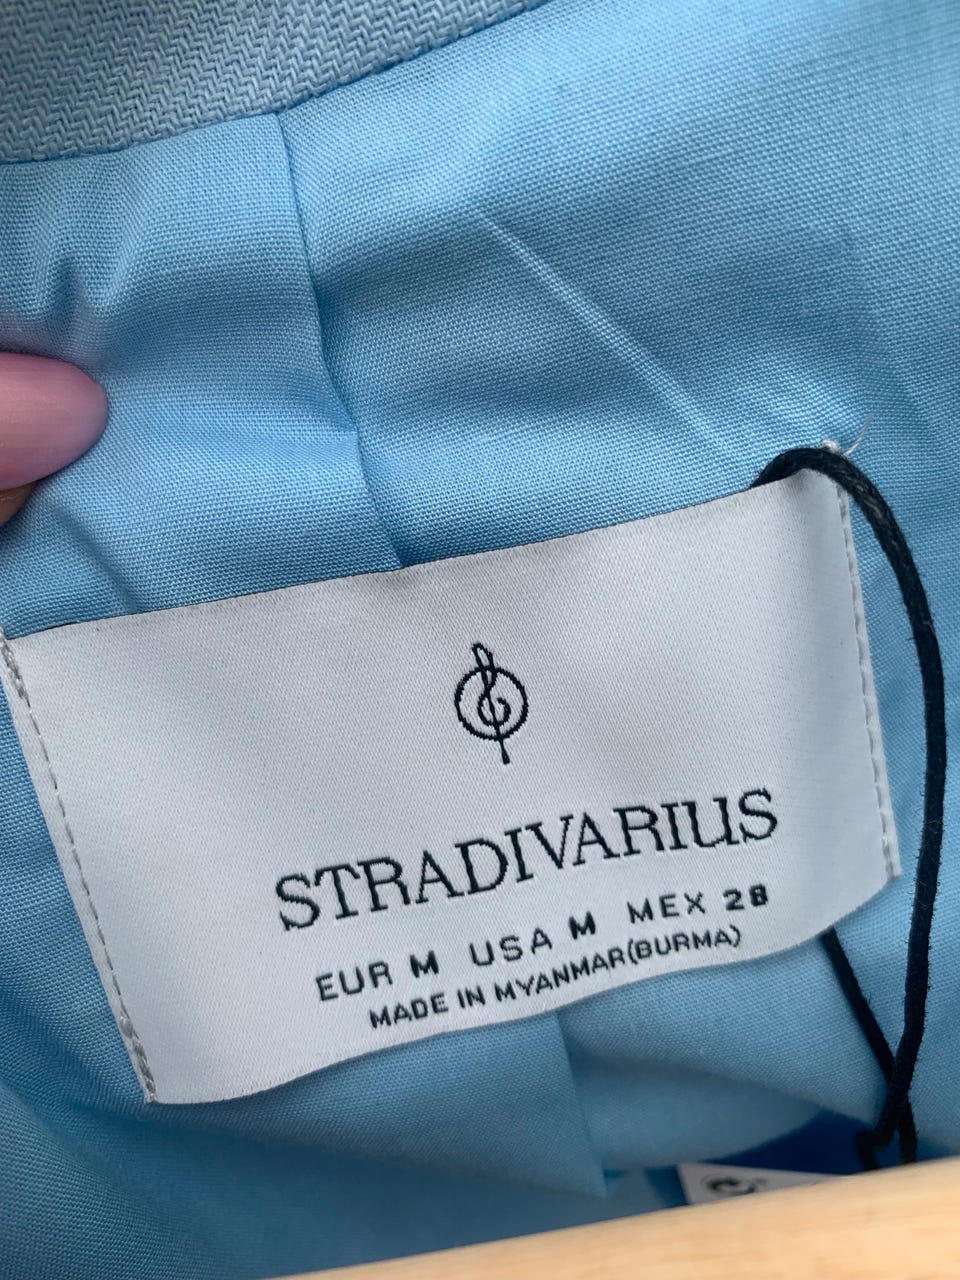 STRADIVARIUS
EUR M USA M MEX 28
MADE IN MYANMAR(BURMA)